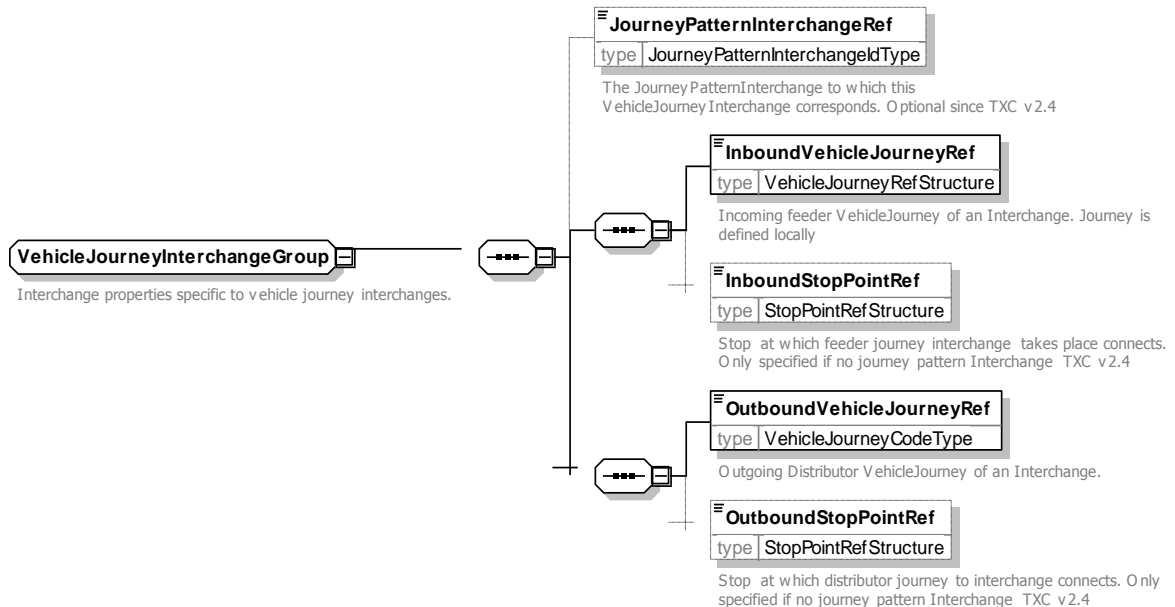 JourneyPatternInterchangeRef
type JourneyPatternInterchangeIdType
The JourneyPatternInterchange to which this
VehicleJourneyInterchange corresponds. Optional since TXC v2.4
InboundVehicleJourneyRef
type VehicleJourneyRefStructure
Incoming feeder VehicleJourney of an Interchange. Journey is
defined locally
VehicleJourneyInterchangeGroup
Interchange properties specific to vehicle journey interchanges.
InboundStopPointRef
type StopPointRefStructure
Stop at which feeder journey interchange takes place connects.
Only specified if no journey pattern Interchange TXC v2.4
OutboundVehicleJourneyRef
type VehicleJourneyCodeType
Outgoing Distributor VehicleJourney of an Interchange.
OutboundStopPointRef
type StopPointRefStructure
Stop at which distributor journey to interchange connects. Only
specified if no journey pattern Interchange TXC v2.4